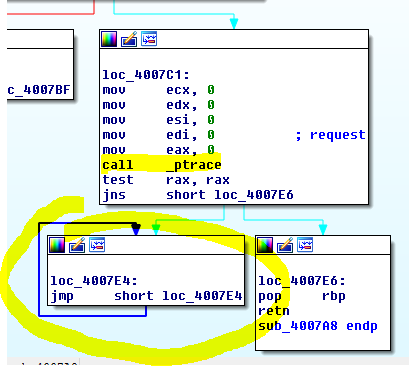 c_4007BF
loc_4007C1:
mov ecx, 0
mov edx, 0
mov esi, 0
mov edi, 0 ; request
mov eax, 0
call _ptrace
test rax, rax
jns short loc_4007E6
loc_4007E4:
jmp short loc_4007E4
loc_4007E6:
pop rbp
retn
sub_4007A8 endp